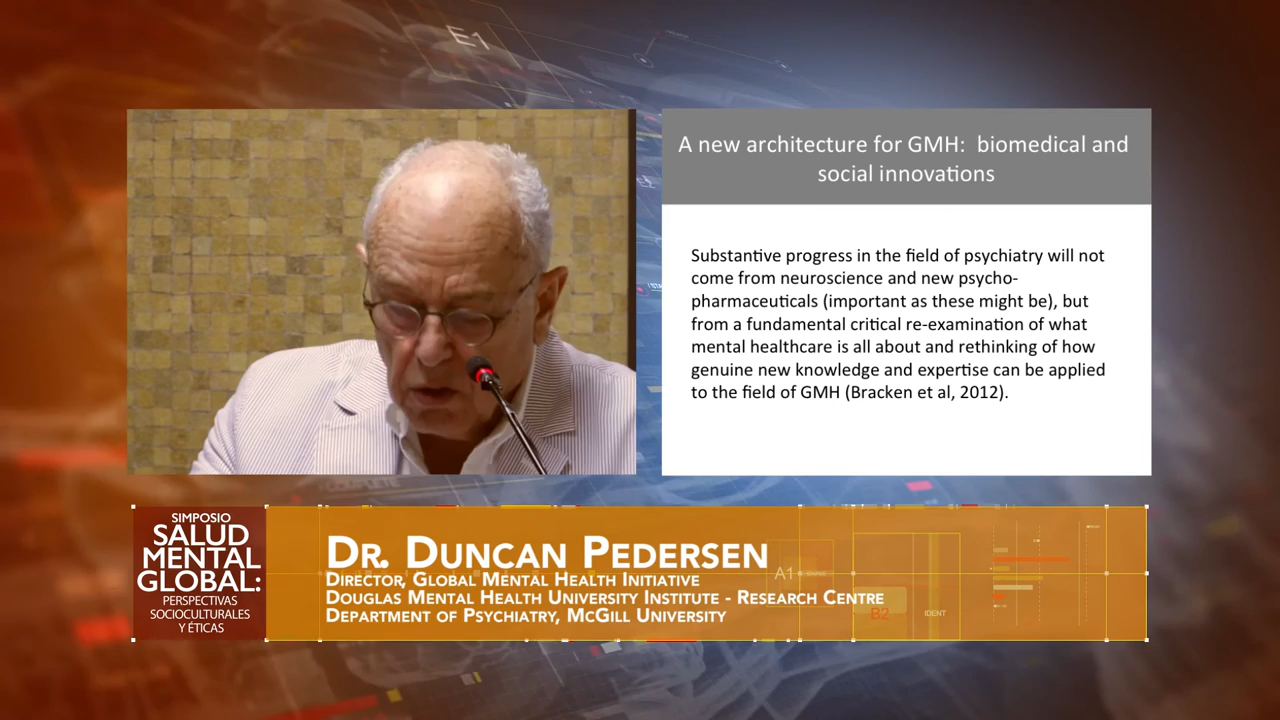 E1
A new architecture for GMH: biomedical and
social innovations
Substantive progress in the field of psychiatry will not
come from neuroscience and new psycho-
pharmaceuticals (important as these might be), but
from a fundamental critical re-examination of what
mental healthcare is all about and rethinking of how
genuine new knowledge and expertise can be applied
to the field of GMH (Bracken et al, 2012).
SIMPOSIO
SALUD
MENTAL
GLOBAL:
PERSPECTIVAS
SOCIOCULTURALES
Y ÉTICAS
DR. DUNCAN PEDERSEN
DIRECTOR, GLOBAL MENTAL HEALTH INITIATIVE
DOUGLAS MENTAL HEALTH UNIVERSITY INSTITUTE - RESEARCH CENTRE
DEPARTMENT OF PSYCHIATRY, MCGILL UNIVERSITY
A1
B2
IDENT